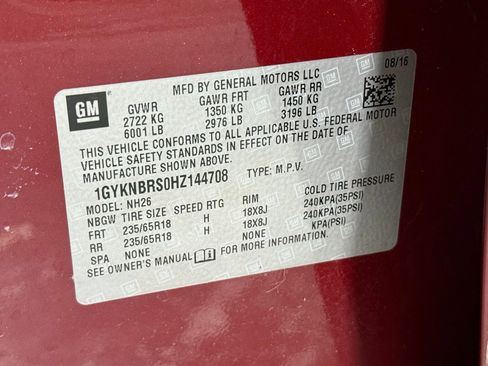 MFD BY GENERAL MOTORS LLC 08/16
GM GVWR GAWR FRT GAWR RR
2722 KG 1350 KG 1450 KG
6001 LB 2976 LB 3196 LB
THIS VEHICLE CONFORMS TO ALL APPLICABLE U.S. FEDERAL MOTOR
VEHICLE SAFETY STANDARDS IN EFFECT ON THE DATE OF
MANUFACTURE SHOWN ABOVE.
1GYKNBRS0HZ144708 TYPE: M.P.V.
MODEL: NH26
NBGW TIRE SIZE SPEED RTG RIM COLD TIRE PRESSURE
FRT 235/65R18 H 18X8J 240KPA(35PSI)
RR 235/65R18 H 18X8J 240KPA(35PSI)
SPA NONE NONE KPA(PSI)
SEE OWNER'S MANUAL FOR MORE INFORMATION.